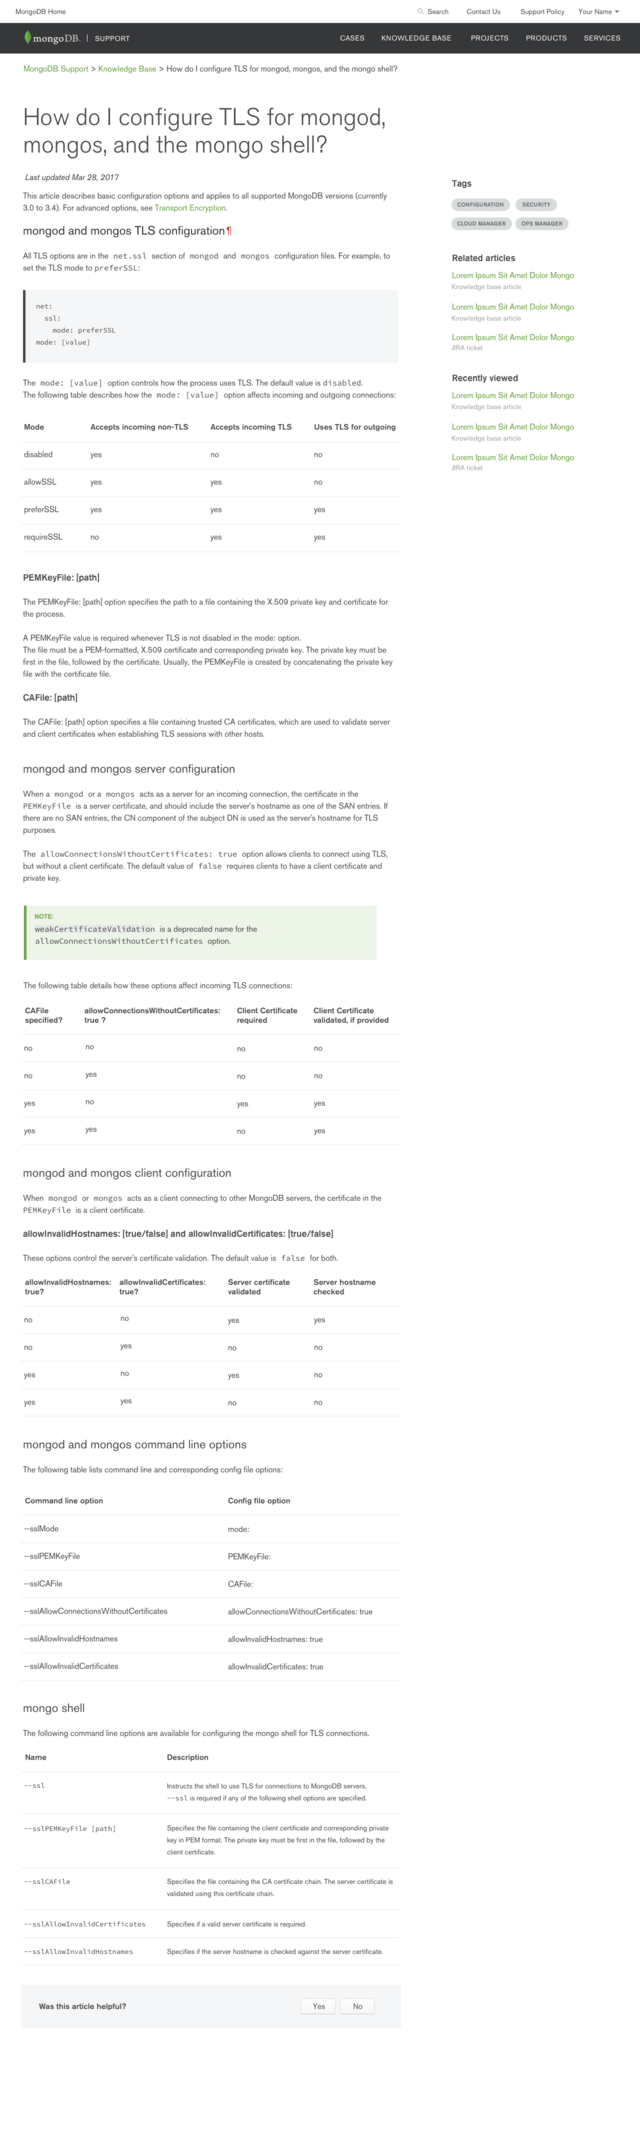 MongoDB Home
Search Contact Us Support Policy Your Name
mongoDB. | SUPPORT
CASES KNOWLEDGE BASE PROJECTS PRODUCTS SERVICES
MongoDB Support > Knowledge Base > How do I configure TLS for mongod, mongos, and the mongo shell?
How do I configure TLS for mongod,
mongos, and the mongo shell?
Last updated Mar 28, 2017
This article describes basic configuration options and applies to all supported MongoDB versions (currently
3.0 to 3.4). For advanced options, see Transport Encryption.
mongod and mongos TLS configuration¶
All TLS options are in the net.ssl section of mongod and mongos configuration files. For example, to
set the TLS mode to preferSSL:
net:
ssl:
mode: preferSSL
mode: [value]
The mode: [value] option controls how the process uses TLS. The default value is disabled.
The following table describes how the mode: [value] option affects incoming and outgoing connections:
Mode Accepts incoming non-TLS Accepts incoming TLS Uses TLS for outgoing
disabled yes no no
allowSSL yes yes no
preferSSL yes yes yes
requireSSL no yes yes
PEMKeyFile: [path]
The PEMKeyFile: [path] option specifies the path to a file containing the X.509 private key and certificate for
the process.
A PEMKeyFile value is required whenever TLS is not disabled in the mode: option.
The file must be a PEM-formatted, X.509 certificate and corresponding private key. The private key must be
first in the file, followed by the certificate. Usually, the PEMKeyFile is created by concatenating the private key
file with the certificate file.
CAFile: [path]
The CAFile: [path] option specifies a file containing trusted CA certificates, which are used to validate server
and client certificates when establishing TLS sessions with other hosts.
mongod and mongos server configuration
When a mongod or a mongos acts as a server for an incoming connection, the certificate in the
PEMKeyFile is a server certificate, and should include the server's hostname as one of the SAN entries. If
there are no SAN entries, the CN component of the subject DN is used as the server's hostname for TLS
purposes.
The allowConnectionsWithoutCertificates: true option allows clients to connect using TLS,
but without a client certificate. The default value of false requires clients to have a client certificate and
private key.
NOTE:
weakCertificateValidation is a deprecated name for the
allowConnectionsWithoutCertificates option.
The following table details how these options affect incoming TLS connections:
CAFile allowConnectionsWithoutCertificates: Client Certificate Client Certificate
specified? true ? required validated, if provided
no no no no
no yes no no
yes no yes yes
yes yes no yes
mongod and mongos client configuration
When mongod or mongos acts as a client connecting to other MongoDB servers, the certificate in the
PEMKeyFile is a client certificate.
allowInvalidHostnames: [true/false] and allowInvalidCertificates: [true/false]
These options control the server's certificate validation. The default value is false for both.
allowInvalidHostnames: allowInvalidCertificates: Server certificate Server hostname
true? true? validated checked
no no yes yes
no yes no no
yes no yes no
yes yes no no
mongod and mongos command line options
The following table lists command line and corresponding config file options:
Command line option Config file option
--sslMode mode:
--sslPEMKeyFile PEMKeyFile:
--sslCAFile CAFile:
--sslAllowConnectionsWithoutCertificates allowConnectionsWithoutCertificates: true
--sslAllowInvalidHostnames allowInvalidHostnames: true
--sslAllowInvalidCertificates allowInvalidCertificates: true
mongo shell
The following command line options are available for configuring the mongo shell for TLS connections.
Name Description
--ssl Instructs the shell to use TLS for connections to MongoDB servers.
--ssl is required if any of the following shell options are specified.
--sslPEMKeyFile [path] Specifies the file containing the client certificate and corresponding private
key in PEM format. The private key must be first in the file, followed by the
client certificate.
--sslCAFile Specifies the file containing the CA certificate chain. The server certificate is
validated using this certificate chain.
--sslAllowInvalidCertificates Specifies if a valid server certificate is required.
--sslAllowInvalidHostnames Specifies if the server hostname is checked against the server certificate.
Was this article helpful? Yes No
Tags
CONFIGURATION SECURITY
CLOUD MANAGER OPS MANAGER
Related articles
Lorem Ipsum Sit Amet Dolor Mongo
Knowledge base article
Lorem Ipsum Sit Amet Dolor Mongo
Knowledge base article
Lorem Ipsum Sit Amet Dolor Mongo
JIRA ticket
Recently viewed
Lorem Ipsum Sit Amet Dolor Mongo
Knowledge base article
Lorem Ipsum Sit Amet Dolor Mongo
Knowledge base article
Lorem Ipsum Sit Amet Dolor Mongo
JIRA ticket